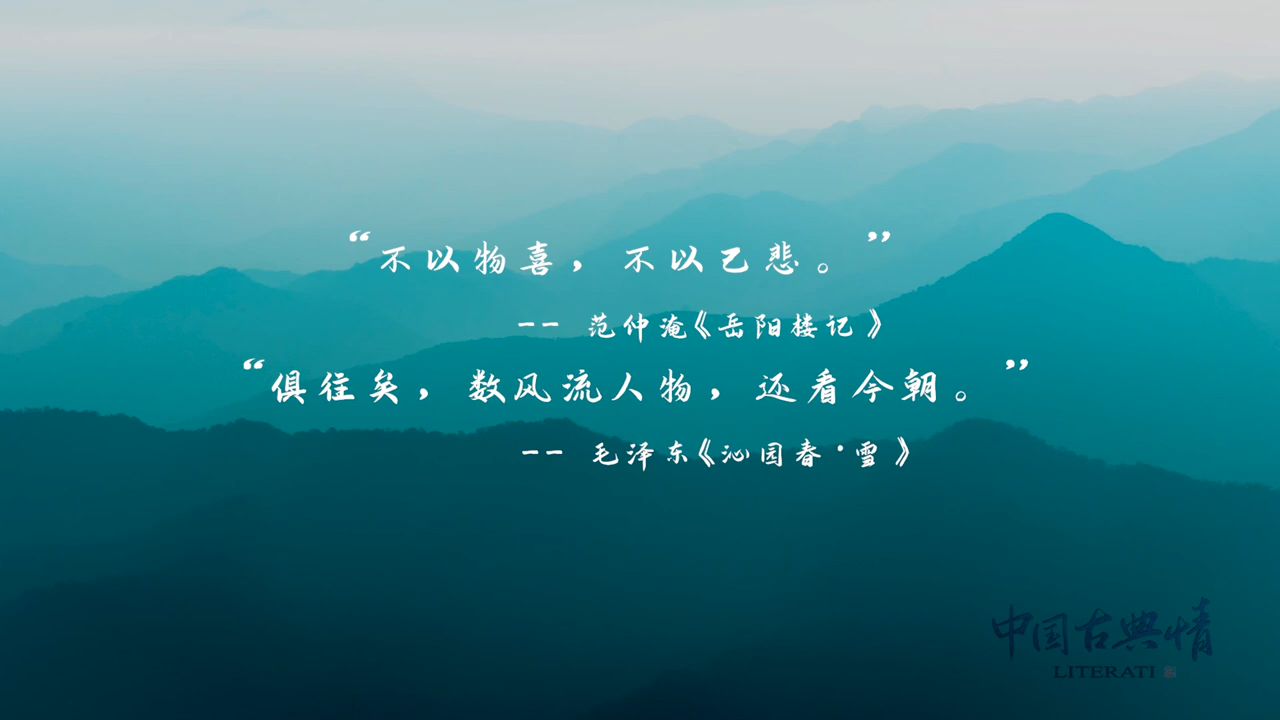 “不以物喜，不以己悲。”
-- 范仲淹《岳阳楼记》
“俱往矣，数风流人物，还看今朝。”
-- 毛泽东《沁园春·雪》
中国古典情
LITERATI